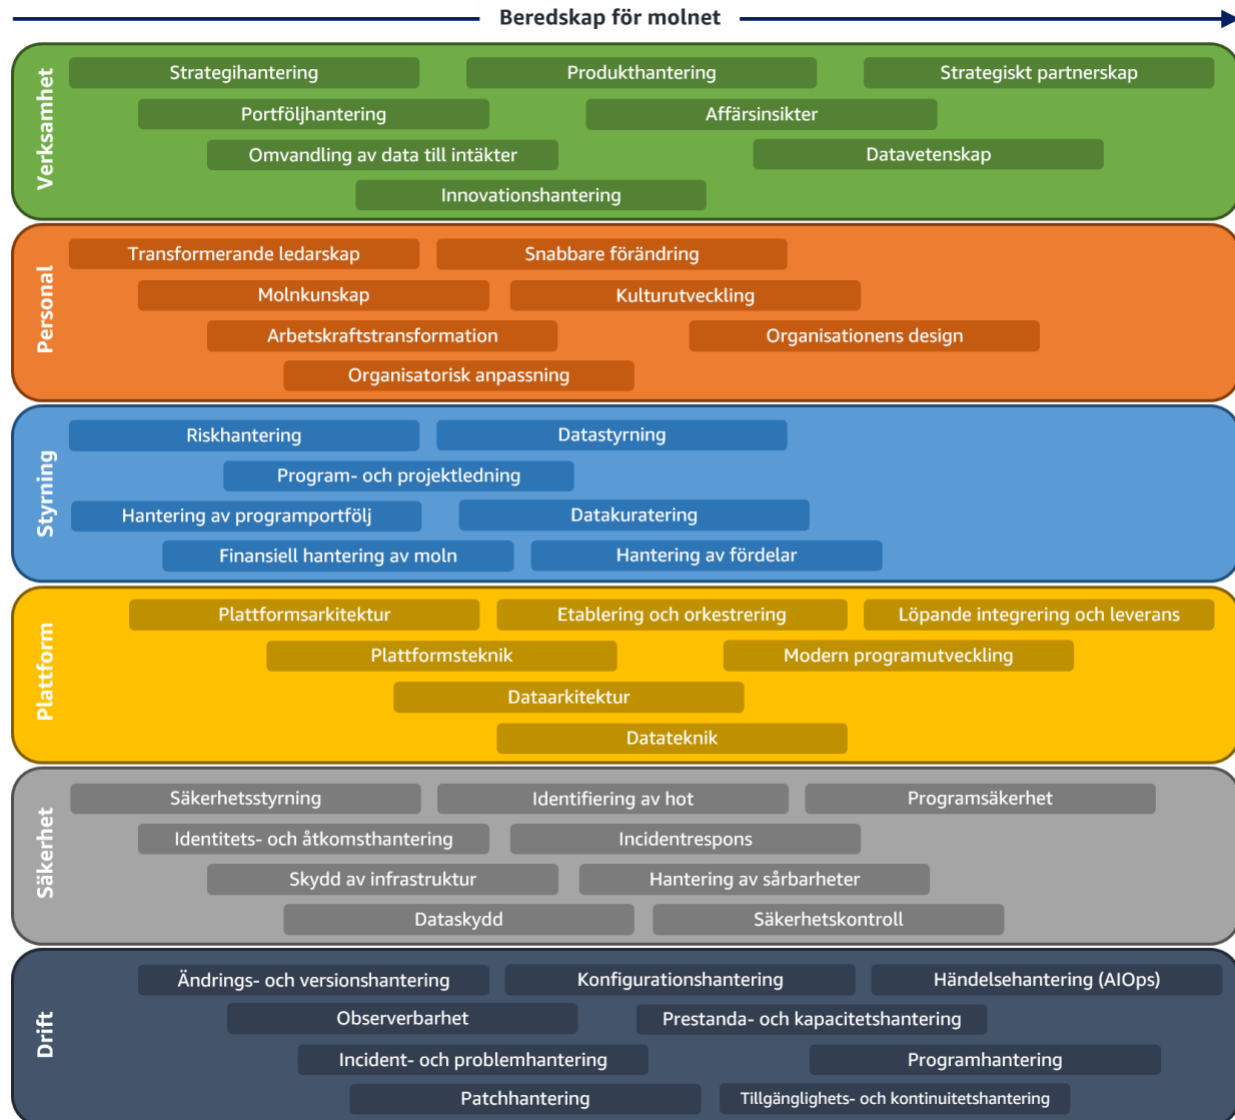 Beredskap för molnet
Verksamhet
Strategihantering
Produkthantering
Strategiskt partnerskap
Portföljhantering
Affärsinsikter
Omvandling av data till intäkter
Datavetenskap
Innovationshantering
Personal
Transformerande ledarskap
Snabbare förändring
Molnkunskap
Kulturutveckling
Arbetskraftstransformation
Organisationens design
Organisatorisk anpassning
Styrning
Riskhantering
Datastyrning
Program- och projektledning
Hantering av programportfölj
Datakuratering
Finansiell hantering av moln
Hantering av fördelar
Plattform
Plattformsarkitektur
Etablering och orkestrering
Löpande integrering och leverans
Plattformsteknik
Modern programutveckling
Dataarkitektur
Datateknik
Säkerhet
Säkerhetsstyrning
Identifiering av hot
Programsäkerhet
Identitets- och åtkomsthantering
Incidentrespons
Skydd av infrastruktur
Hantering av sårbarheter
Dataskydd
Säkerhetskontroll
Drift
Ändrings- och versionshantering
Konfigurationshantering
Händelsehantering (AIOps)
Observerbarhet
Prestanda- och kapacitetshantering
Incident- och problemhantering
Programhantering
Patchhantering
Tillgänglighets- och kontinuitetshantering